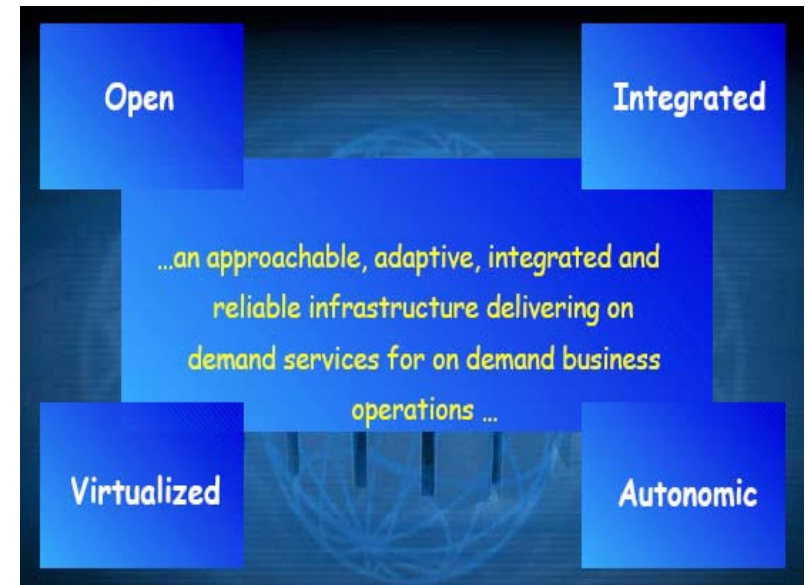 Open
Integrated
...an approachable, adaptive, integrated and
reliable infrastructure delivering on
demand services for on demand business
operations ...
Virtualized
Autonomic